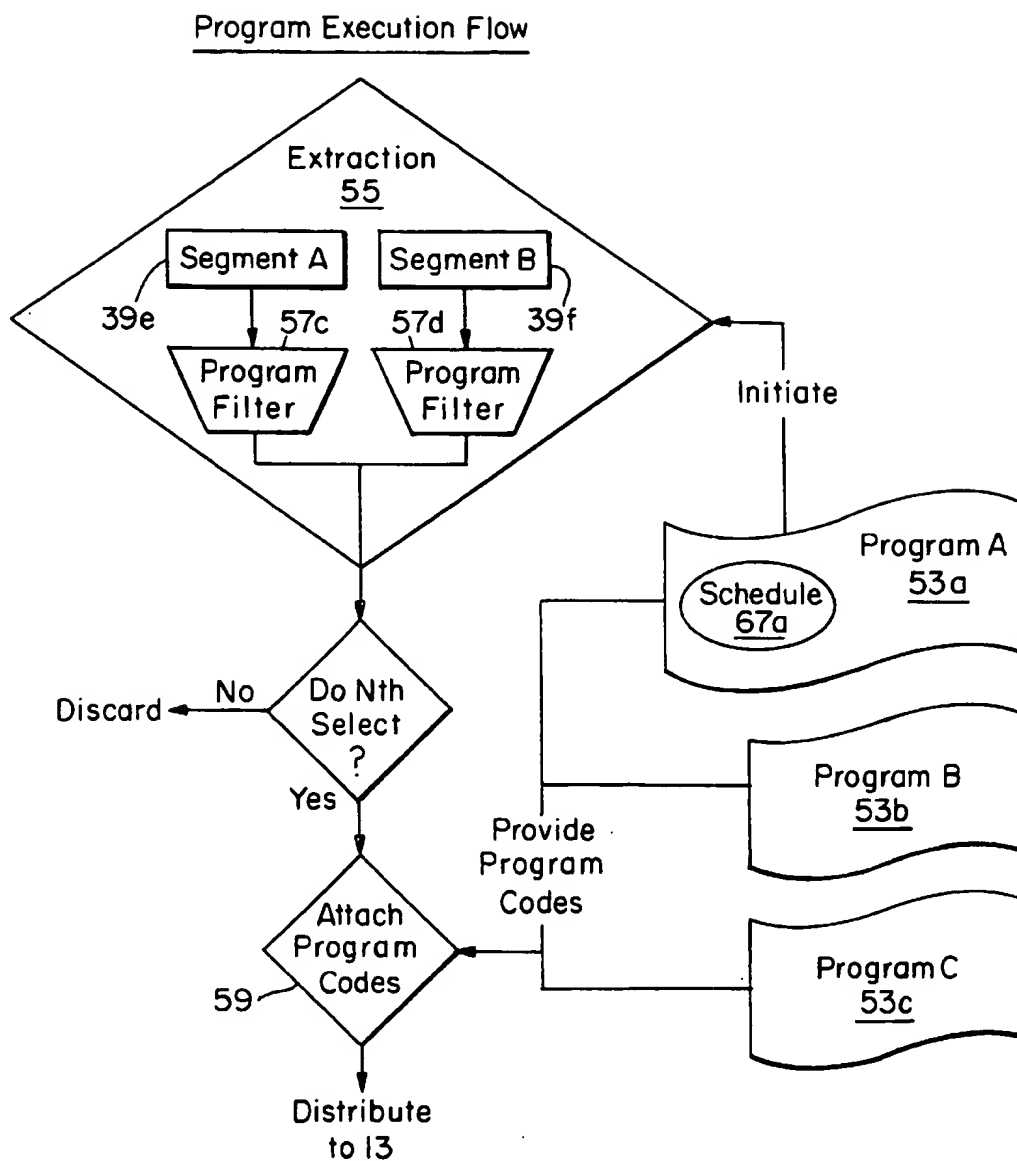 Program Execution Flow
Extraction
55
Segment A
Segment B
39e
57c
57d
39f
Program
Filter
Program
Filter
Initiate
Program A
53a
Schedule
67a
Do Nth
Select
?
No
Discard
Yes
Program B
53b
Provide
Program
Codes
Attach
Program
Codes
59
Program C
53c
Distribute
to 13